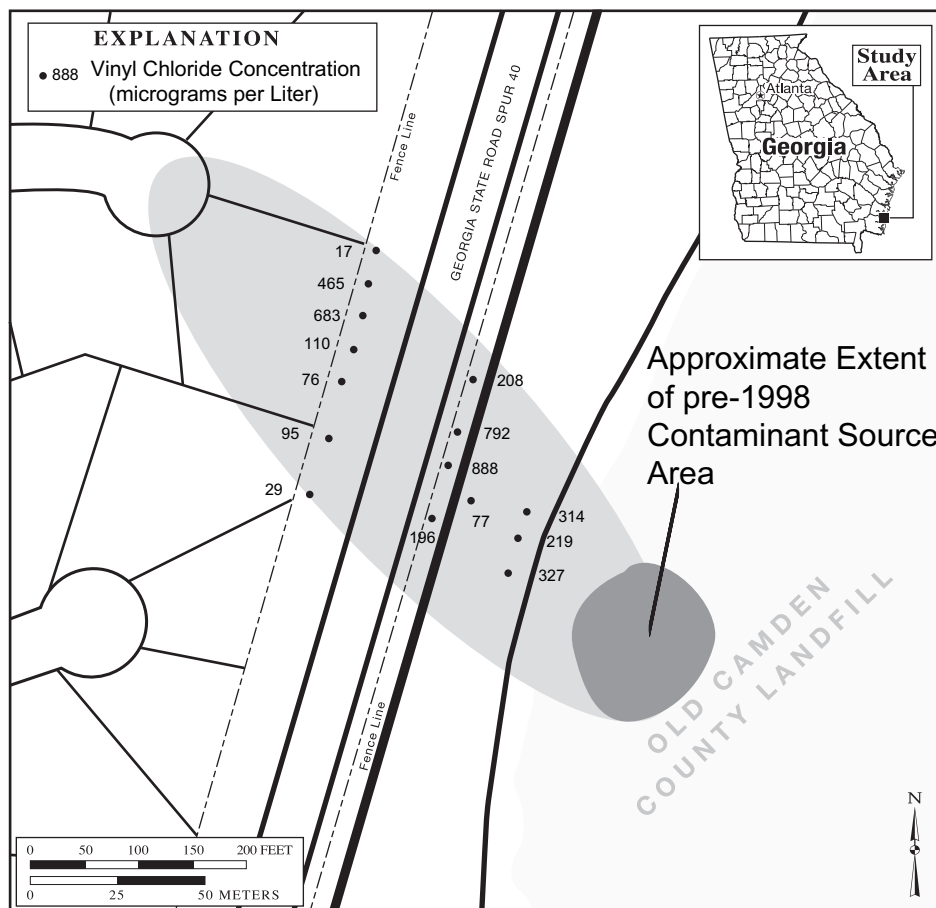 EXPLANATION
888 Vinyl Chloride Concentration
(micrograms per Liter)
Study
Area
Atlanta
Georgia
Fence Line
GEORGIA STATE ROAD SPUR 40
17
465
683
110
76
95
29
208
792
888
77
196
314
219
327
Approximate Extent
of pre-1998
Contaminant Source
Area
OLD CAMDEN
COUNTY LANDFILL
Fence Line
N
0 50 100 150 200 FEET
0 25 50 METERS